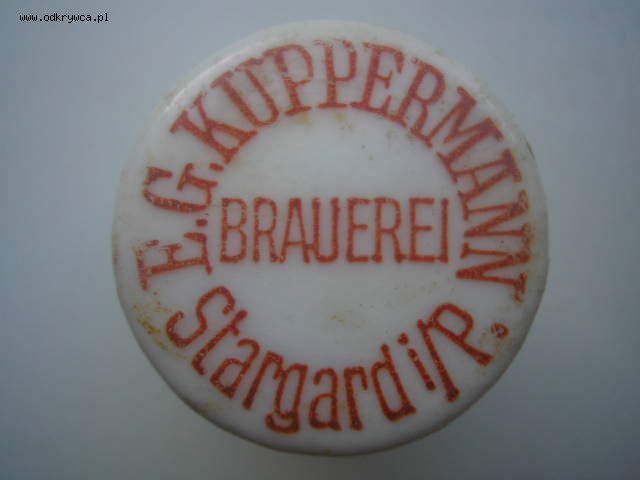 www.odkrywca.pl
E.G. KUPPERMANN
BRAUEREI
Stargard i/P.